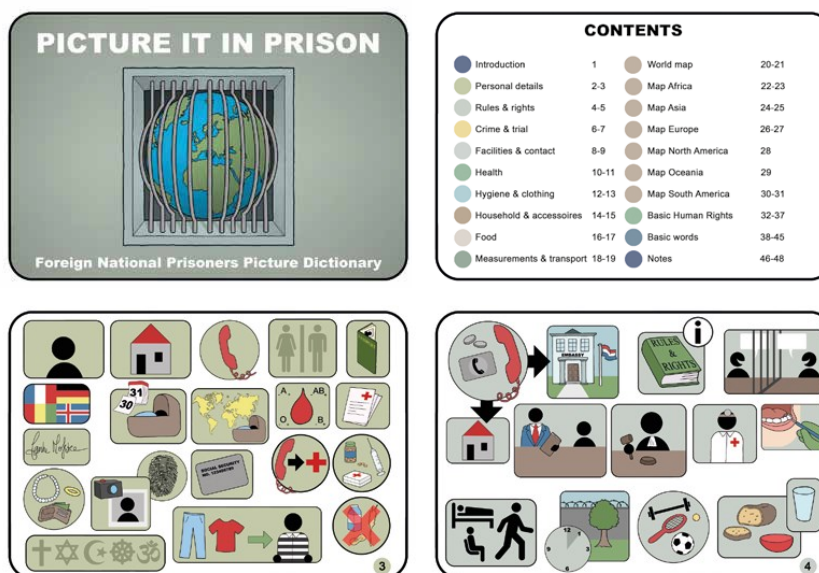 PICTURE IT IN PRISON
Foreign National Prisoners Picture Dictionary
CONTENTS
Introduction 1
Personal details 2-3
Rules & rights 4-5
Crime & trial 6-7
Facilities & contact 8-9
Health 10-11
Hygiene & clothing 12-13
Household & accessoires 14-15
Food 16-17
Measurements & transport 18-19
World map 20-21
Map Africa 22-23
Map Asia 24-25
Map Europe 26-27
Map North America 28
Map Oceania 29
Map South America 30-31
Basic Human Rights 32-37
Basic words 38-45
Notes 46-48
31
30
A AB
O B
SOCIAL SECURITY
3
EMBASSY
i
RULES
&
RIGHTS
12
9 3
6
4